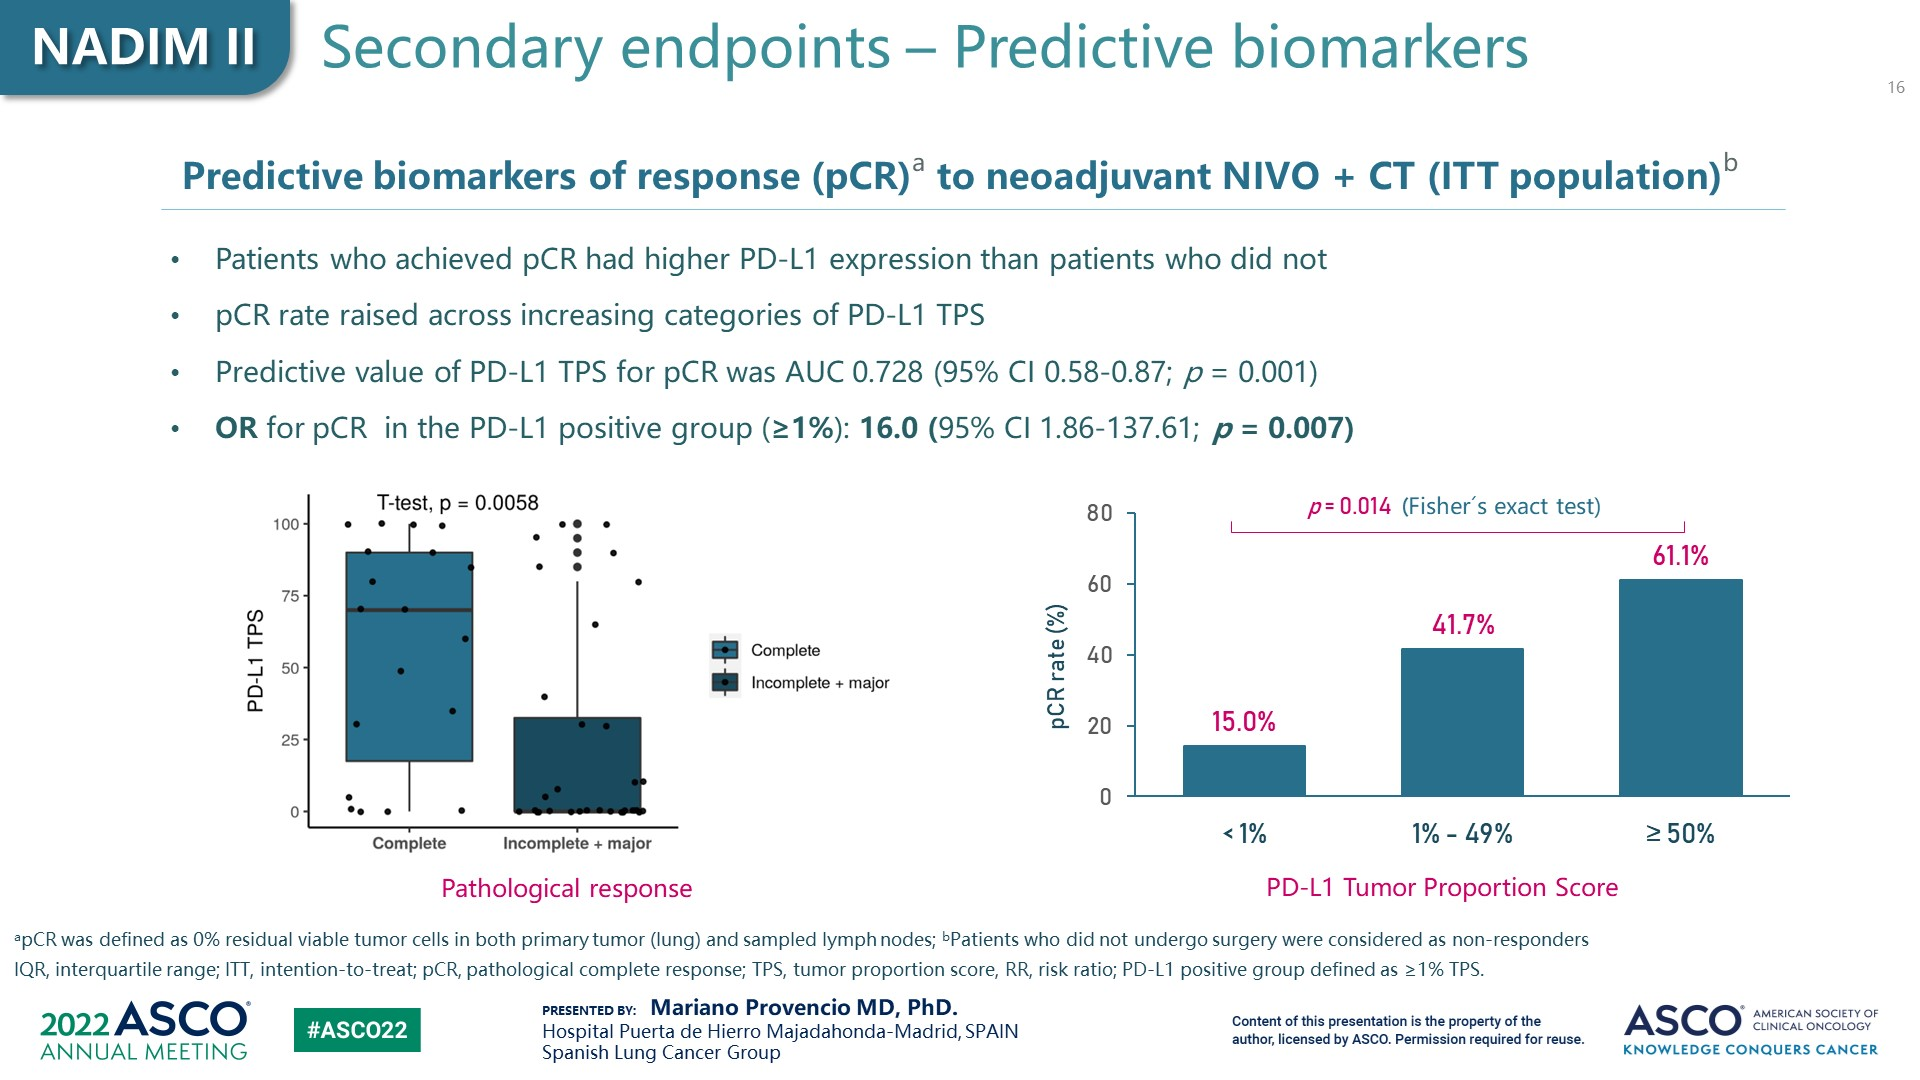 NADIM II
Secondary endpoints – Predictive biomarkers
16
Predictive biomarkers of response (pCR)a to neoadjuvant NIVO + CT (ITT population)b
• Patients who achieved pCR had higher PD-L1 expression than patients who did not
• pCR rate raised across increasing categories of PD-L1 TPS
• Predictive value of PD-L1 TPS for pCR was AUC 0.728 (95% CI 0.58-0.87; p = 0.001)
• OR for pCR in the PD-L1 positive group (≥1%): 16.0 (95% CI 1.86-137.61; p = 0.007)
T-test, p = 0.0058
PD-L1 TPS
100
75
50
25
0
Complete
Incomplete + major
Complete
Incomplete + major
Pathological response
p = 0.014 (Fisher´s exact test)
pCR rate (%)
80
60
40
20
0
15.0%
41.7%
61.1%
< 1%
1% - 49%
≥ 50%
PD-L1 Tumor Proportion Score
apCR was defined as 0% residual viable tumor cells in both primary tumor (lung) and sampled lymph nodes; bPatients who did not undergo surgery were considered as non-responders
IQR, interquartile range; ITT, intention-to-treat; pCR, pathological complete response; TPS, tumor proportion score, RR, risk ratio; PD-L1 positive group defined as ≥1% TPS.
2022 ASCO®
ANNUAL MEETING
#ASCO22
PRESENTED BY: Mariano Provencio MD, PhD.
Hospital Puerta de Hierro Majadahonda-Madrid, SPAIN
Spanish Lung Cancer Group
Content of this presentation is the property of the
author, licensed by ASCO. Permission required for reuse.
ASCO® AMERICAN SOCIETY OF
CLINICAL ONCOLOGY
KNOWLEDGE CONQUERS CANCER